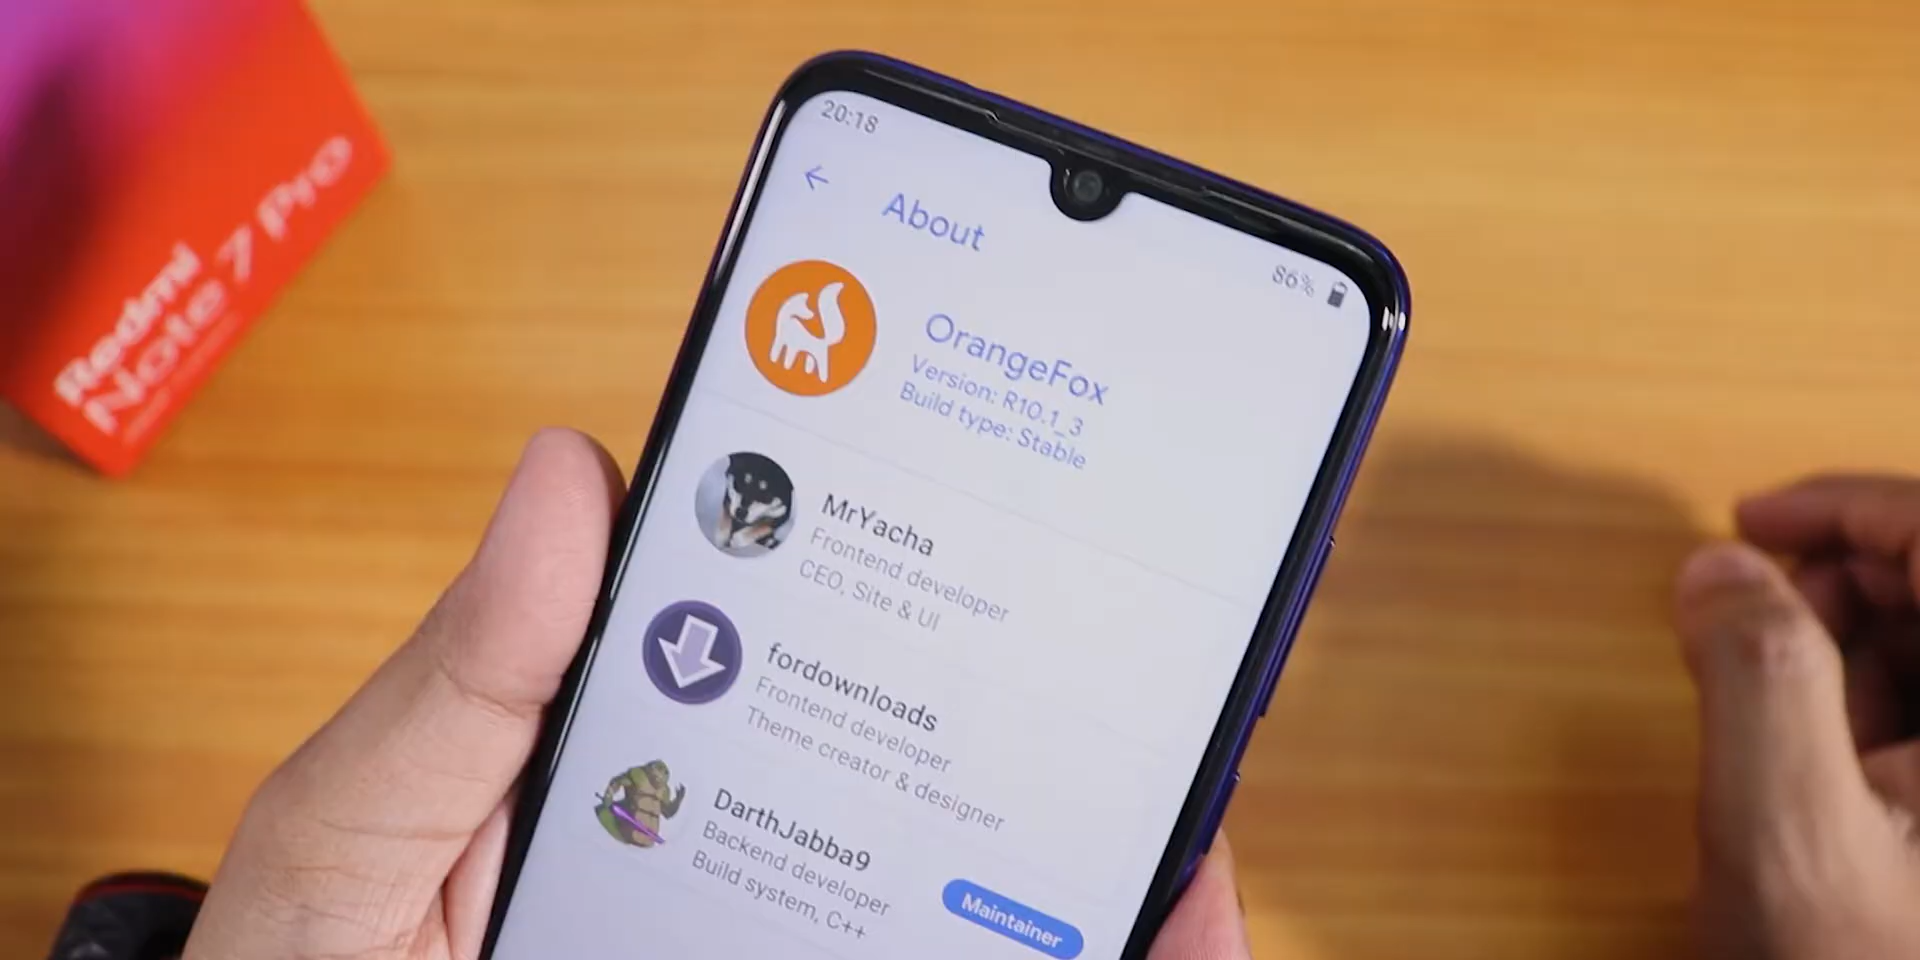 Redmi
Note 7 Pro
20:18
86%
About
OrangeFox
Version: R10.1_3
Build type: Stable
MrYacha
Frontend developer
CEO, Site & UI
fordownloads
Frontend developer
Theme creator & designer
DarthJabba9
Backend developer
Build system, C++
Maintainer